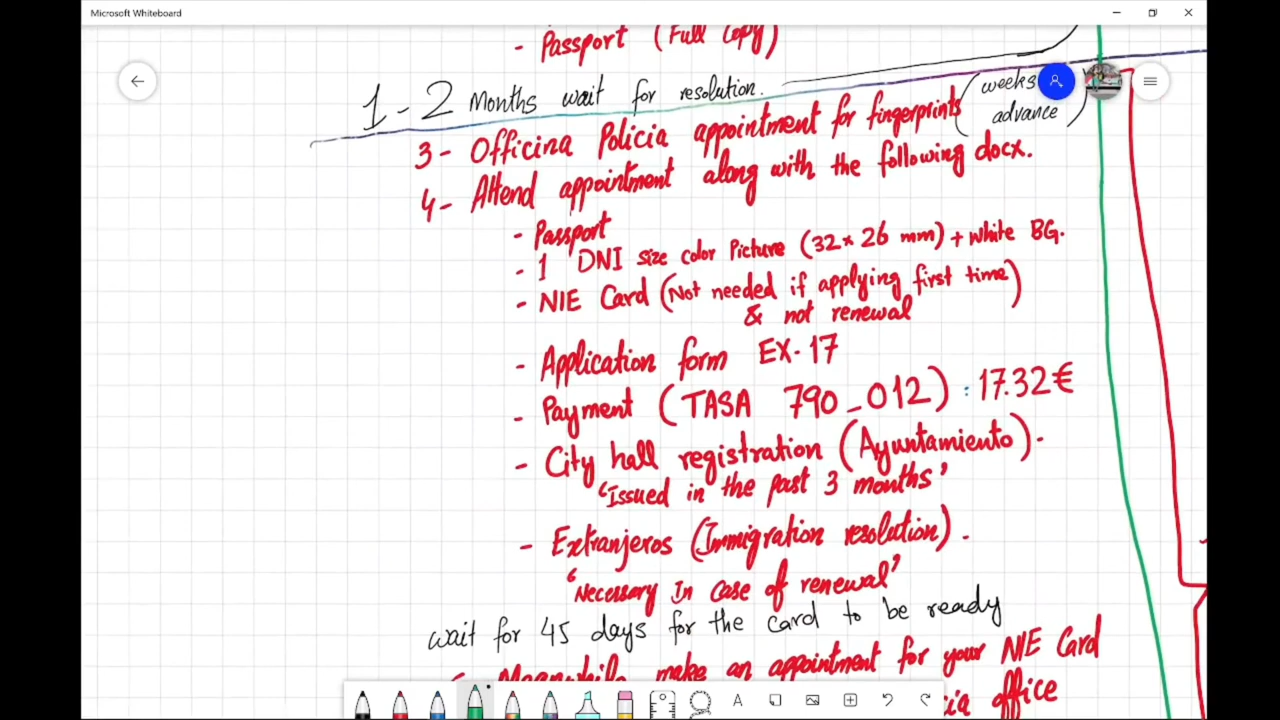 Microsoft Whiteboard
- Passport (Full Copy)
1-2 Months wait for resolution.
3- Officina Policia appointment for fingerprints (weeks advance)
4- Attend appointment along with the following docx.
- Passport
- 1 DNI size color Picture (32x26 mm) + white BG.
- NIE Card (Not needed if applying first time)
& not renewal
- Application form EX-17
- Payment (TASA 790_012) : 17.32€
- City hall registration (Ayuntamiento).
"Issued in the past 3 months"
- Extranjeros (Immigration resolution).
"Necessary In case of renewal"
wait for 45 days for the card to be ready
Meanwhile make an appointment for your NIE Card
office